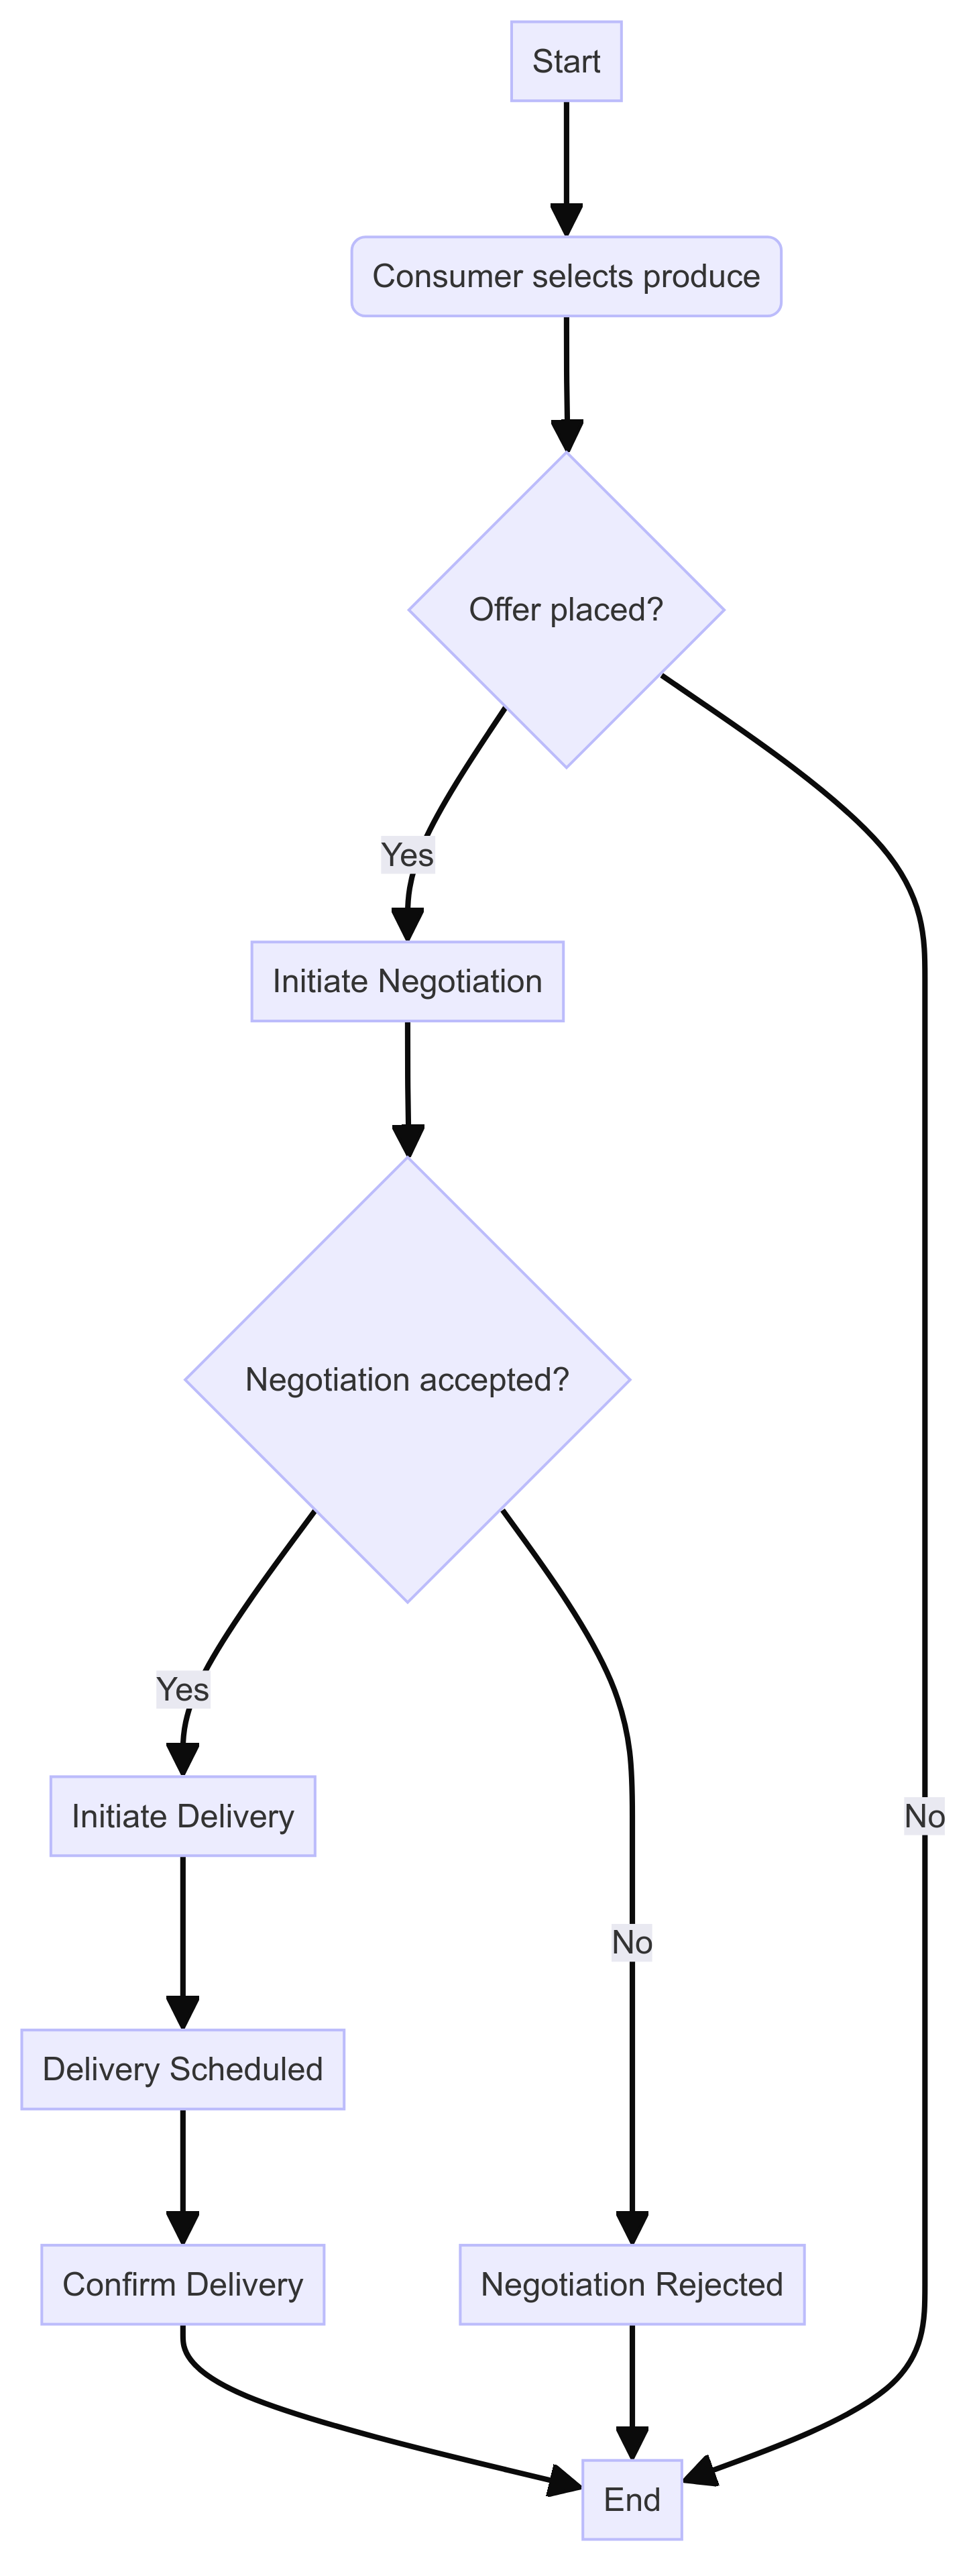 Start
Consumer selects produce
Offer placed?
Yes
Initiate Negotiation
Negotiation accepted?
Yes
Initiate Delivery
No
No
Delivery Scheduled
Confirm Delivery
Negotiation Rejected
End